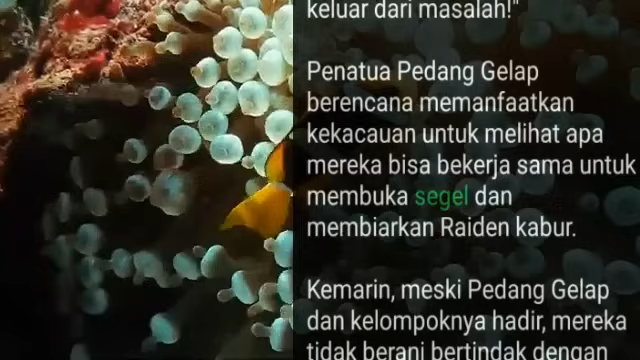 keluar dari masalah!"
Penatua Pedang Gelap
berencana memanfaatkan
kekacauan untuk melihat apa
mereka bisa bekerja sama untuk
membuka segel dan
membiarkan Raiden kabur.
Kemarin, meski Pedang Gelap
dan kelompoknya hadir, mereka
tidak berani bertindak dengan